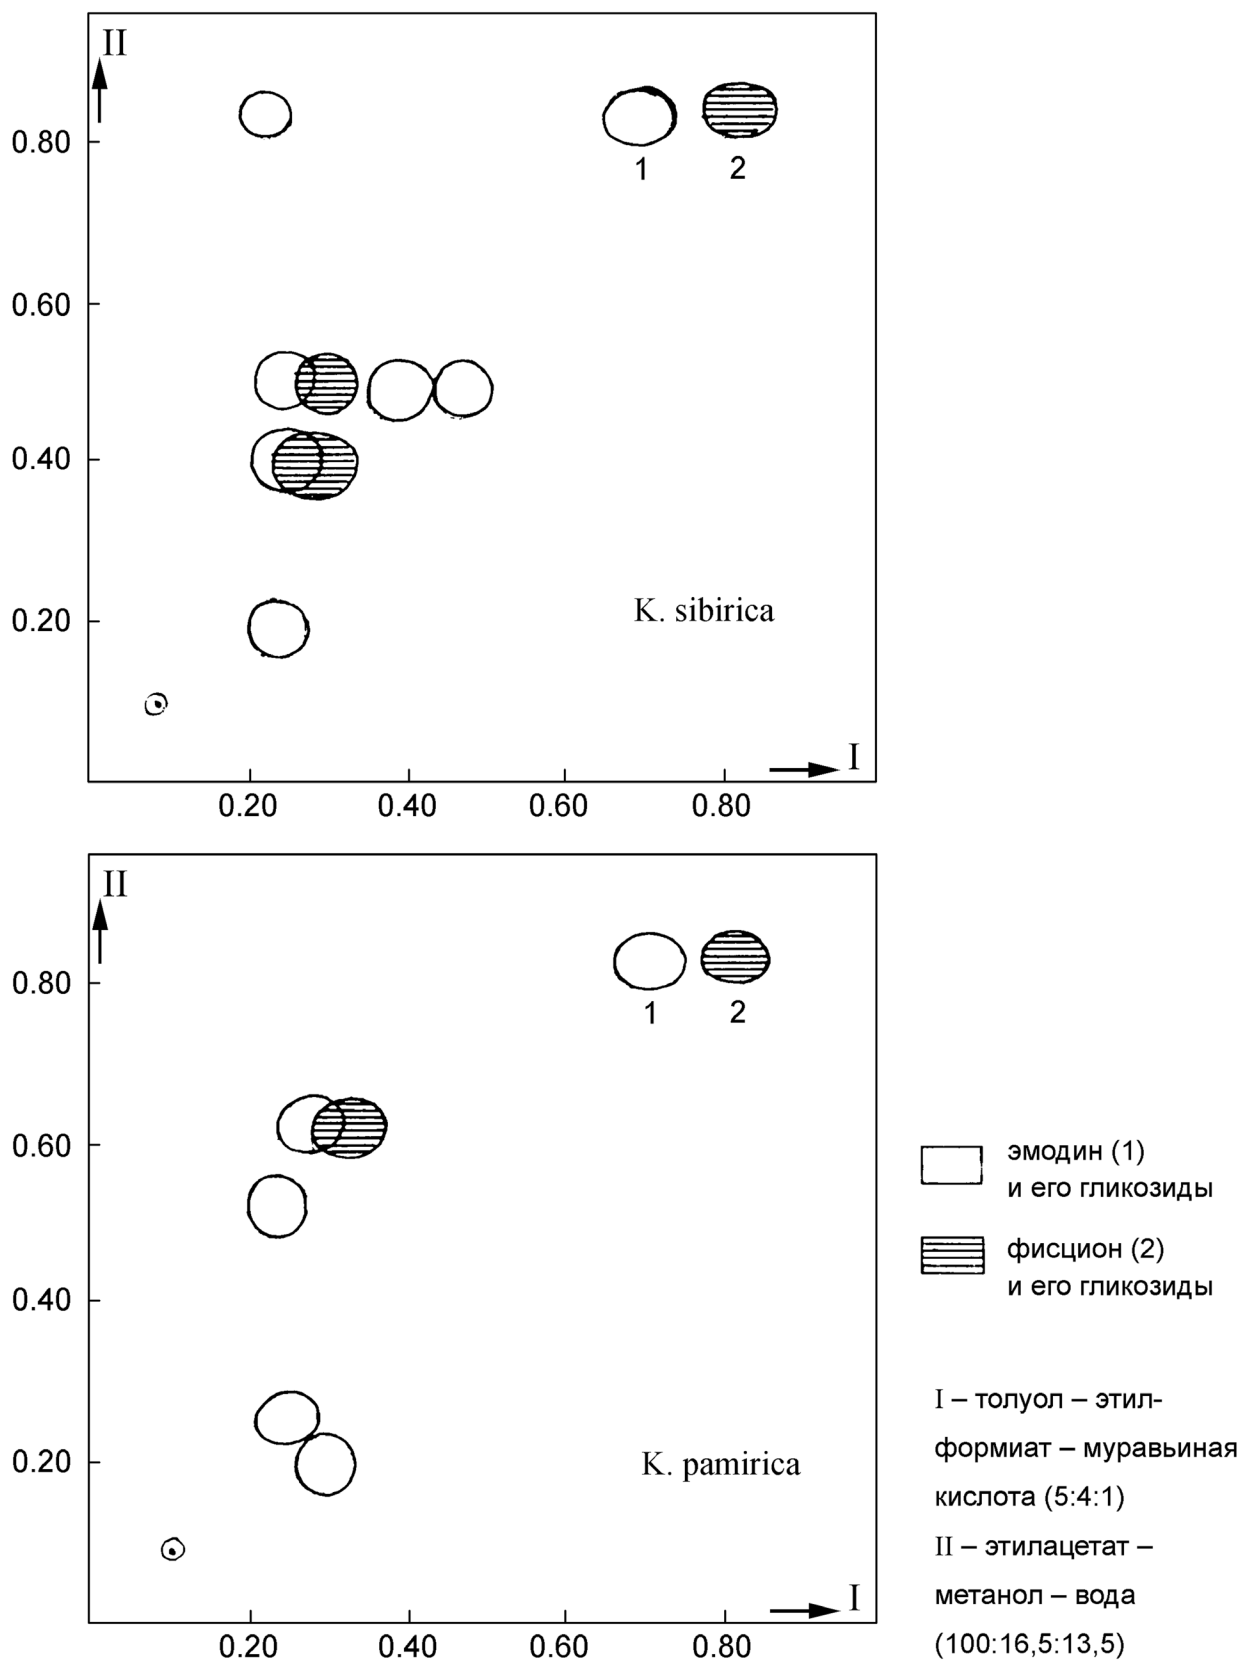 II
0.80
1 2
0.60
0.40
0.20
K. sibirica
I
0.20 0.40 0.60 0.80
II
0.80
1 2
0.60
0.40
0.20
K. pamirica
I
0.20 0.40 0.60 0.80
эмодин (1)
и его гликозиды
фисцион (2)
и его гликозиды
I – толуол – этил-
формиат – муравьиная
кислота (5:4:1)
II – этилацетат –
метанол – вода
(100:16,5:13,5)